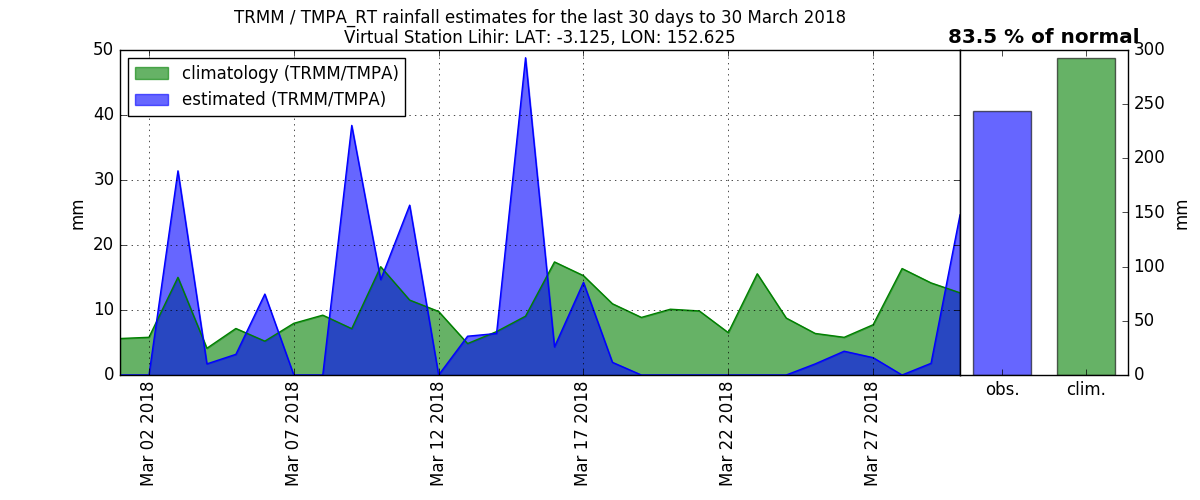 TRMM / TMPA_RT rainfall estimates for the last 30 days to 30 March 2018
Virtual Station Lihir: LAT: -3.125, LON: 152.625
83.5 % of normal
climatology (TRMM/TMPA)
estimated (TRMM/TMPA)
50
40
30
20
10
0
mm
Mar 02 2018
Mar 07 2018
Mar 12 2018
Mar 17 2018
Mar 22 2018
Mar 27 2018
obs.
clim.
300
250
200
150
100
50
0
mm